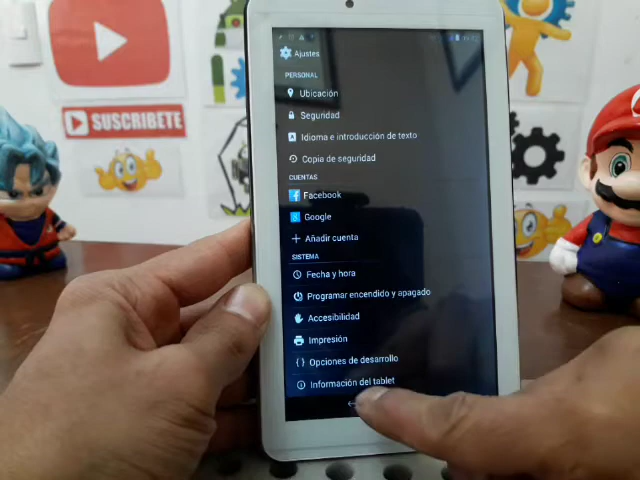 Ajustes
PERSONAL
Ubicación
Seguridad
A Idioma e introducción de texto
Copia de seguridad
CUENTAS
f Facebook
g Google
+ Añadir cuenta
SISTEMA
Fecha y hora
Programar encendido y apagado
Accesibilidad
Impresión
{ } Opciones de desarrollo
Información del tablet
SUSCRIBETE